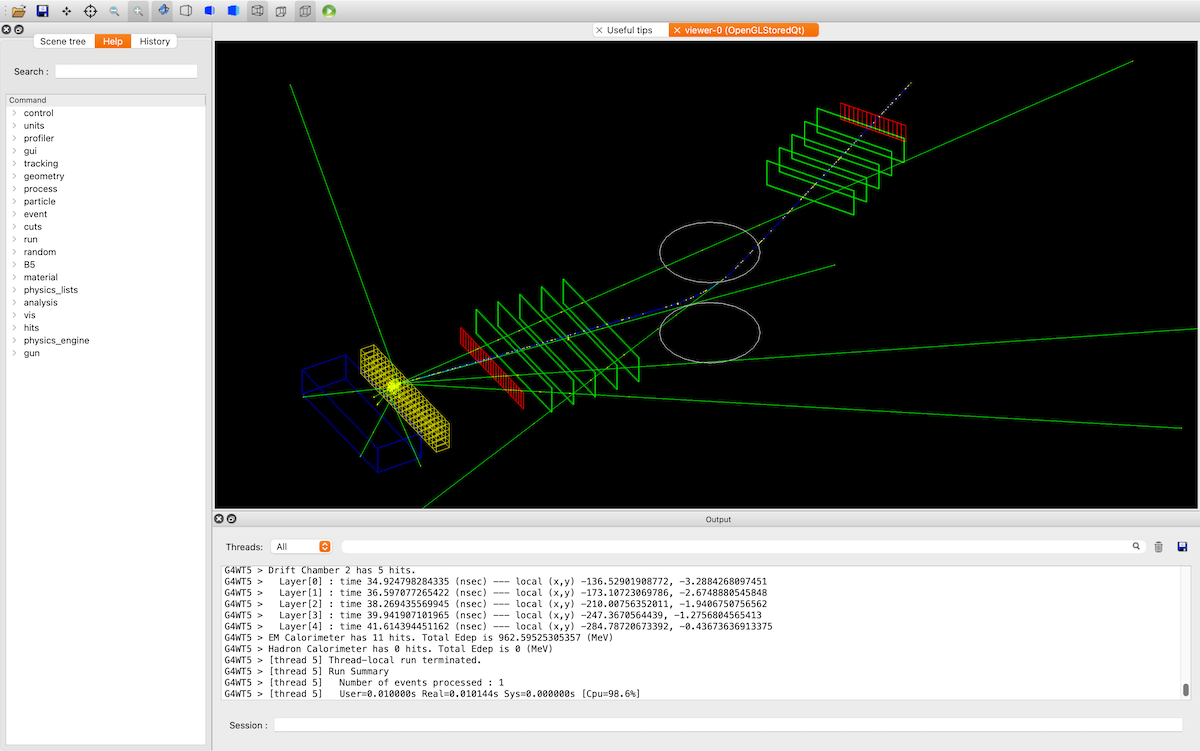 Useful tips
viewer-0 (OpenGLStoredQt)
Scene tree
Help
History
Search :
Command
control
units
profiler
gui
tracking
geometry
process
particle
event
cuts
run
random
B5
material
physics_lists
analysis
vis
hits
physics_engine
gun
Output
Threads:
All
G4WT5 > Drift Chamber 2 has 5 hits.
G4WT5 >   Layer[0] : time 34.924798284335 (nsec) --- local (x,y) -136.52901908772, -3.2884268097451
G4WT5 >   Layer[1] : time 36.597077265422 (nsec) --- local (x,y) -173.10723069786, -2.6748880545848
G4WT5 >   Layer[2] : time 38.269435569945 (nsec) --- local (x,y) -210.00756352011, -1.9406750756562
G4WT5 >   Layer[3] : time 39.941907101965 (nsec) --- local (x,y) -247.3670564439, -1.2756804565413
G4WT5 >   Layer[4] : time 41.614394451162 (nsec) --- local (x,y) -284.78720673392, -0.43673636913375
G4WT5 > EM Calorimeter has 11 hits. Total Edep is 962.59525305357 (MeV)
G4WT5 > Hadron Calorimeter has 0 hits. Total Edep is 0 (MeV)
G4WT5 > [thread 5] Thread-local run terminated.
G4WT5 > [thread 5] Run Summary
G4WT5 > [thread 5]   Number of events processed : 1
G4WT5 > [thread 5]   User=0.010000s Real=0.010144s Sys=0.000000s [Cpu=98.6%]
Session :